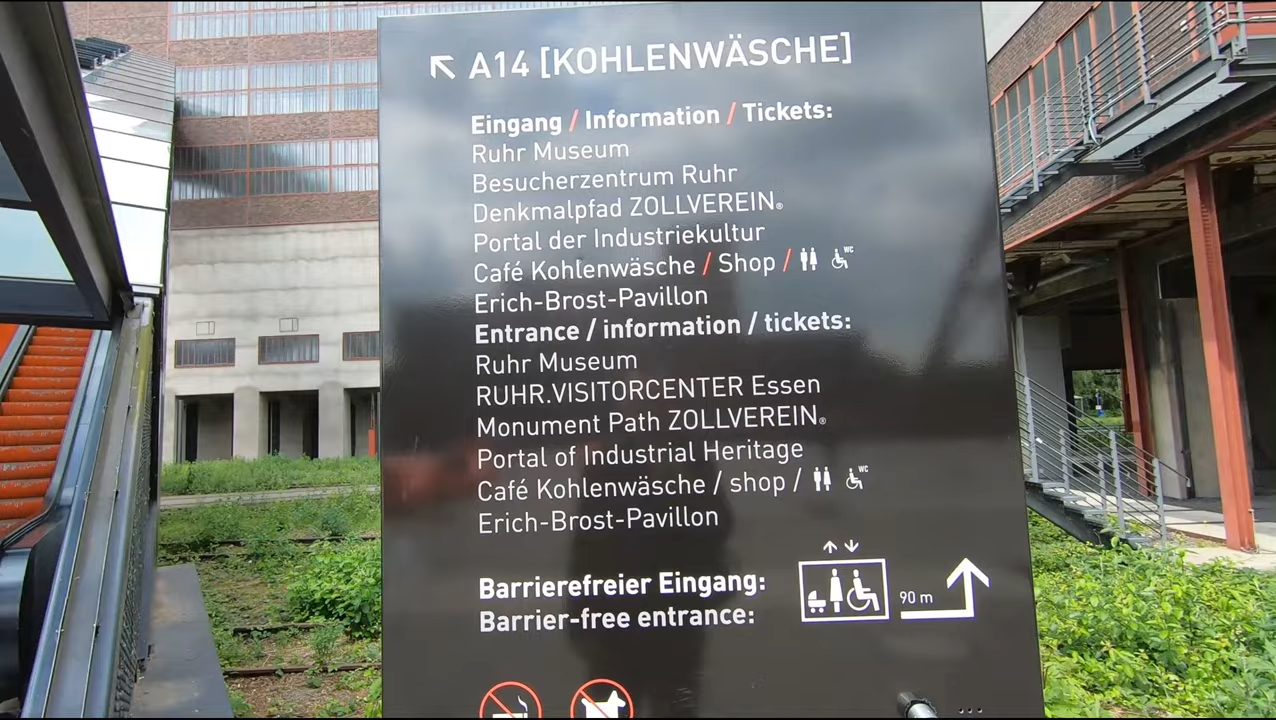 A14 [KOHLENWÄSCHE]
Eingang / Information / Tickets:
Ruhr Museum
Besucherzentrum Ruhr
Denkmalpfad ZOLLVEREIN®
Portal der Industriekultur
Café Kohlenwäsche / Shop / WC
Erich-Brost-Pavillon
Entrance / information / tickets:
Ruhr Museum
RUHR.VISITORCENTER Essen
Monument Path ZOLLVEREIN®
Portal of Industrial Heritage
Café Kohlenwäsche / shop / WC
Erich-Brost-Pavillon
Barrierefreier Eingang:
Barrier-free entrance:
90 m